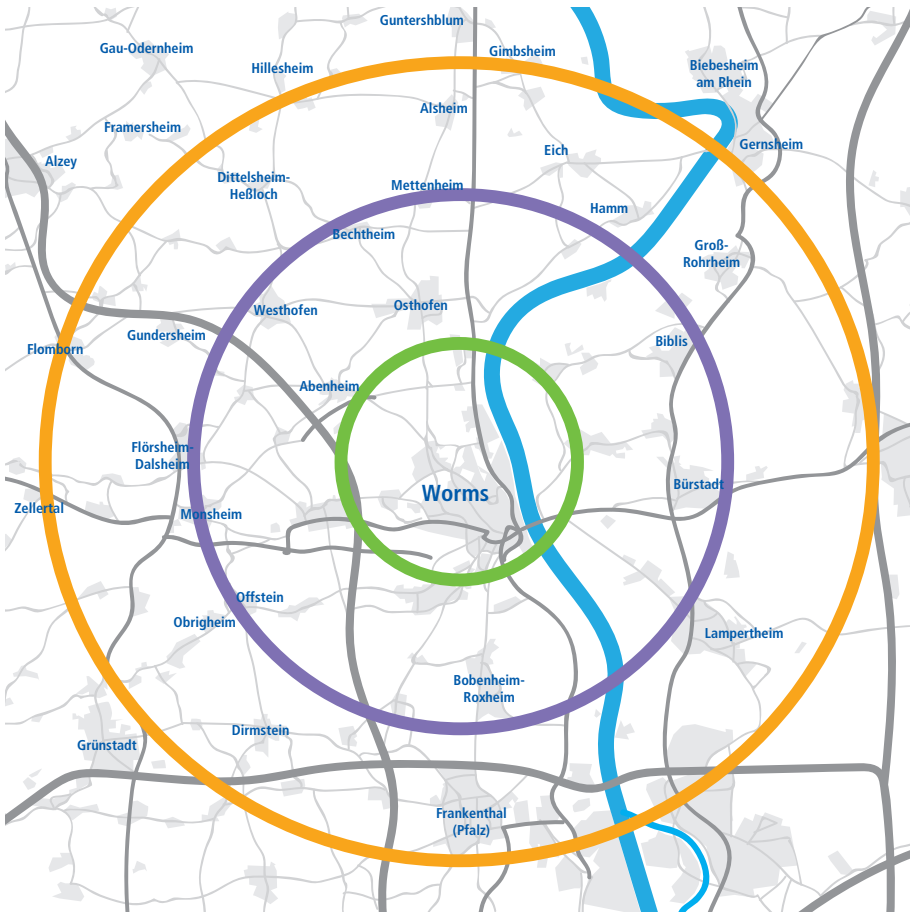 Guntershblum
Gau-Odernheim
Gimbsheim
Hillesheim
Biebesheim
am Rhein
Alsheim
Framersheim
Gernsheim
Eich
Alzey
Dittelsheim-
Heßloch
Mettenheim
Hamm
Bechtheim
Groß-
Rohrheim
Osthofen
Westhofen
Gundersheim
Biblis
Flomborn
Abenheim
Flörsheim-
Dalsheim
Bürstadt
Worms
Zellertal
Monsheim
Offstein
Obrigheim
Lampertheim
Bobenheim-
Roxheim
Dirmstein
Grünstadt
Frankenthal
(Pfalz)